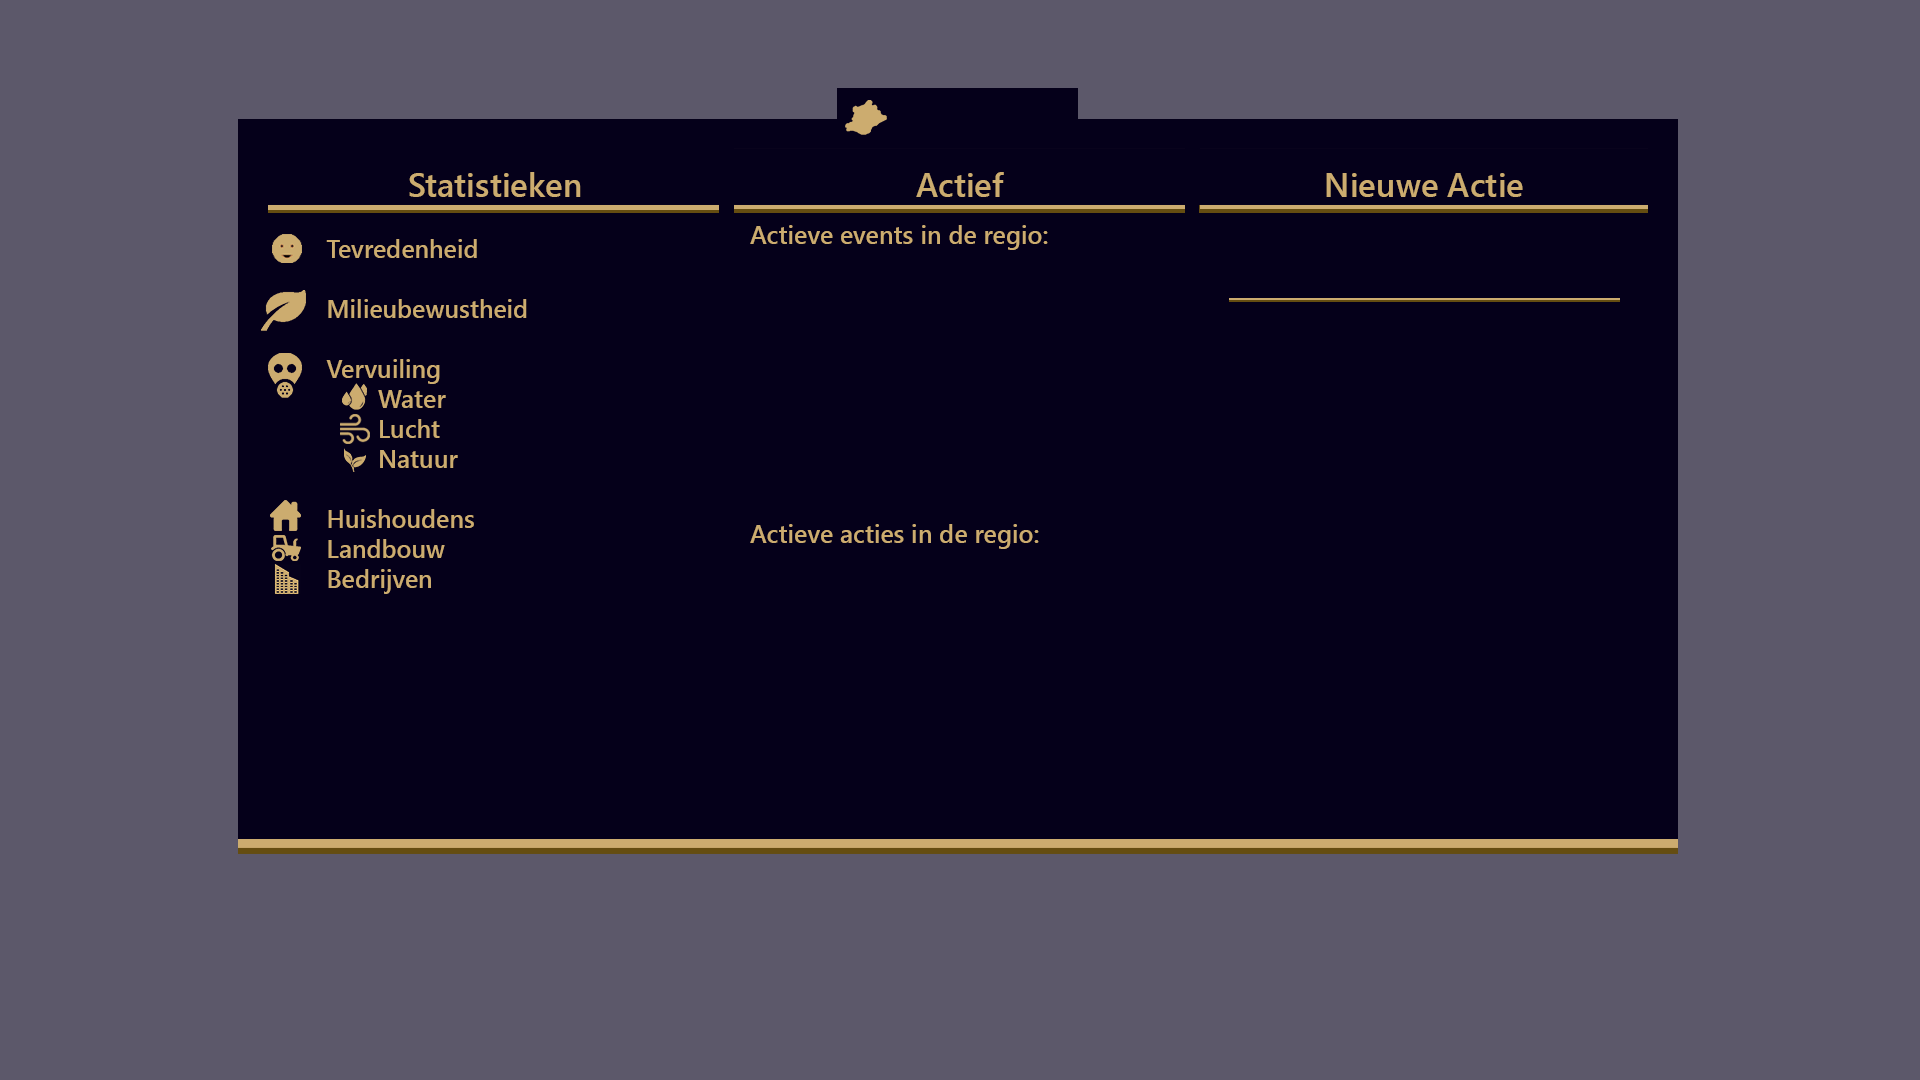 Statistieken
Tevredenheid
Milieubewustheid
Vervuiling
Water
Lucht
Natuur
Huishoudens
Landbouw
Bedrijven
Actief
Actieve events in de regio:
Actieve acties in de regio:
Nieuwe Actie